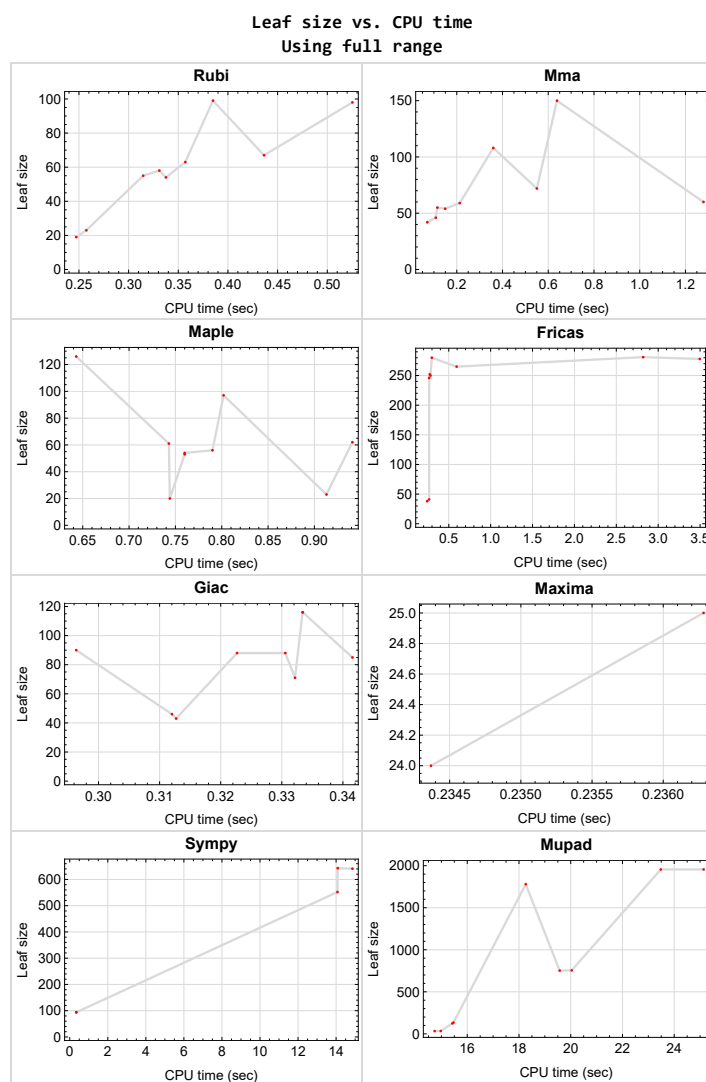 Leaf size vs. CPU time
Using full range
Rubi
Leaf size
100
80
60
40
20
0
0.25 0.30 0.35 0.40 0.45 0.50
CPU time (sec)
Mma
Leaf size
150
100
50
0
0.2 0.4 0.6 0.8 1.0 1.2
CPU time (sec)
Maple
Leaf size
120
100
80
60
40
20
0
0.65 0.70 0.75 0.80 0.85 0.90
CPU time (sec)
Fricas
Leaf size
250
200
150
100
50
0
0.5 1.0 1.5 2.0 2.5 3.0 3.5
CPU time (sec)
Giac
Leaf size
120
100
80
60
40
20
0
0.30 0.31 0.32 0.33 0.34
CPU time (sec)
Maxima
Leaf size
25.0
24.8
24.6
24.4
24.2
24.0
0.2345 0.2350 0.2355 0.2360
CPU time (sec)
Sympy
Leaf size
600
500
400
300
200
100
0
0 2 4 6 8 10 12 14
CPU time (sec)
Mupad
Leaf size
2000
1500
1000
500
0
16 18 20 22 24
CPU time (sec)